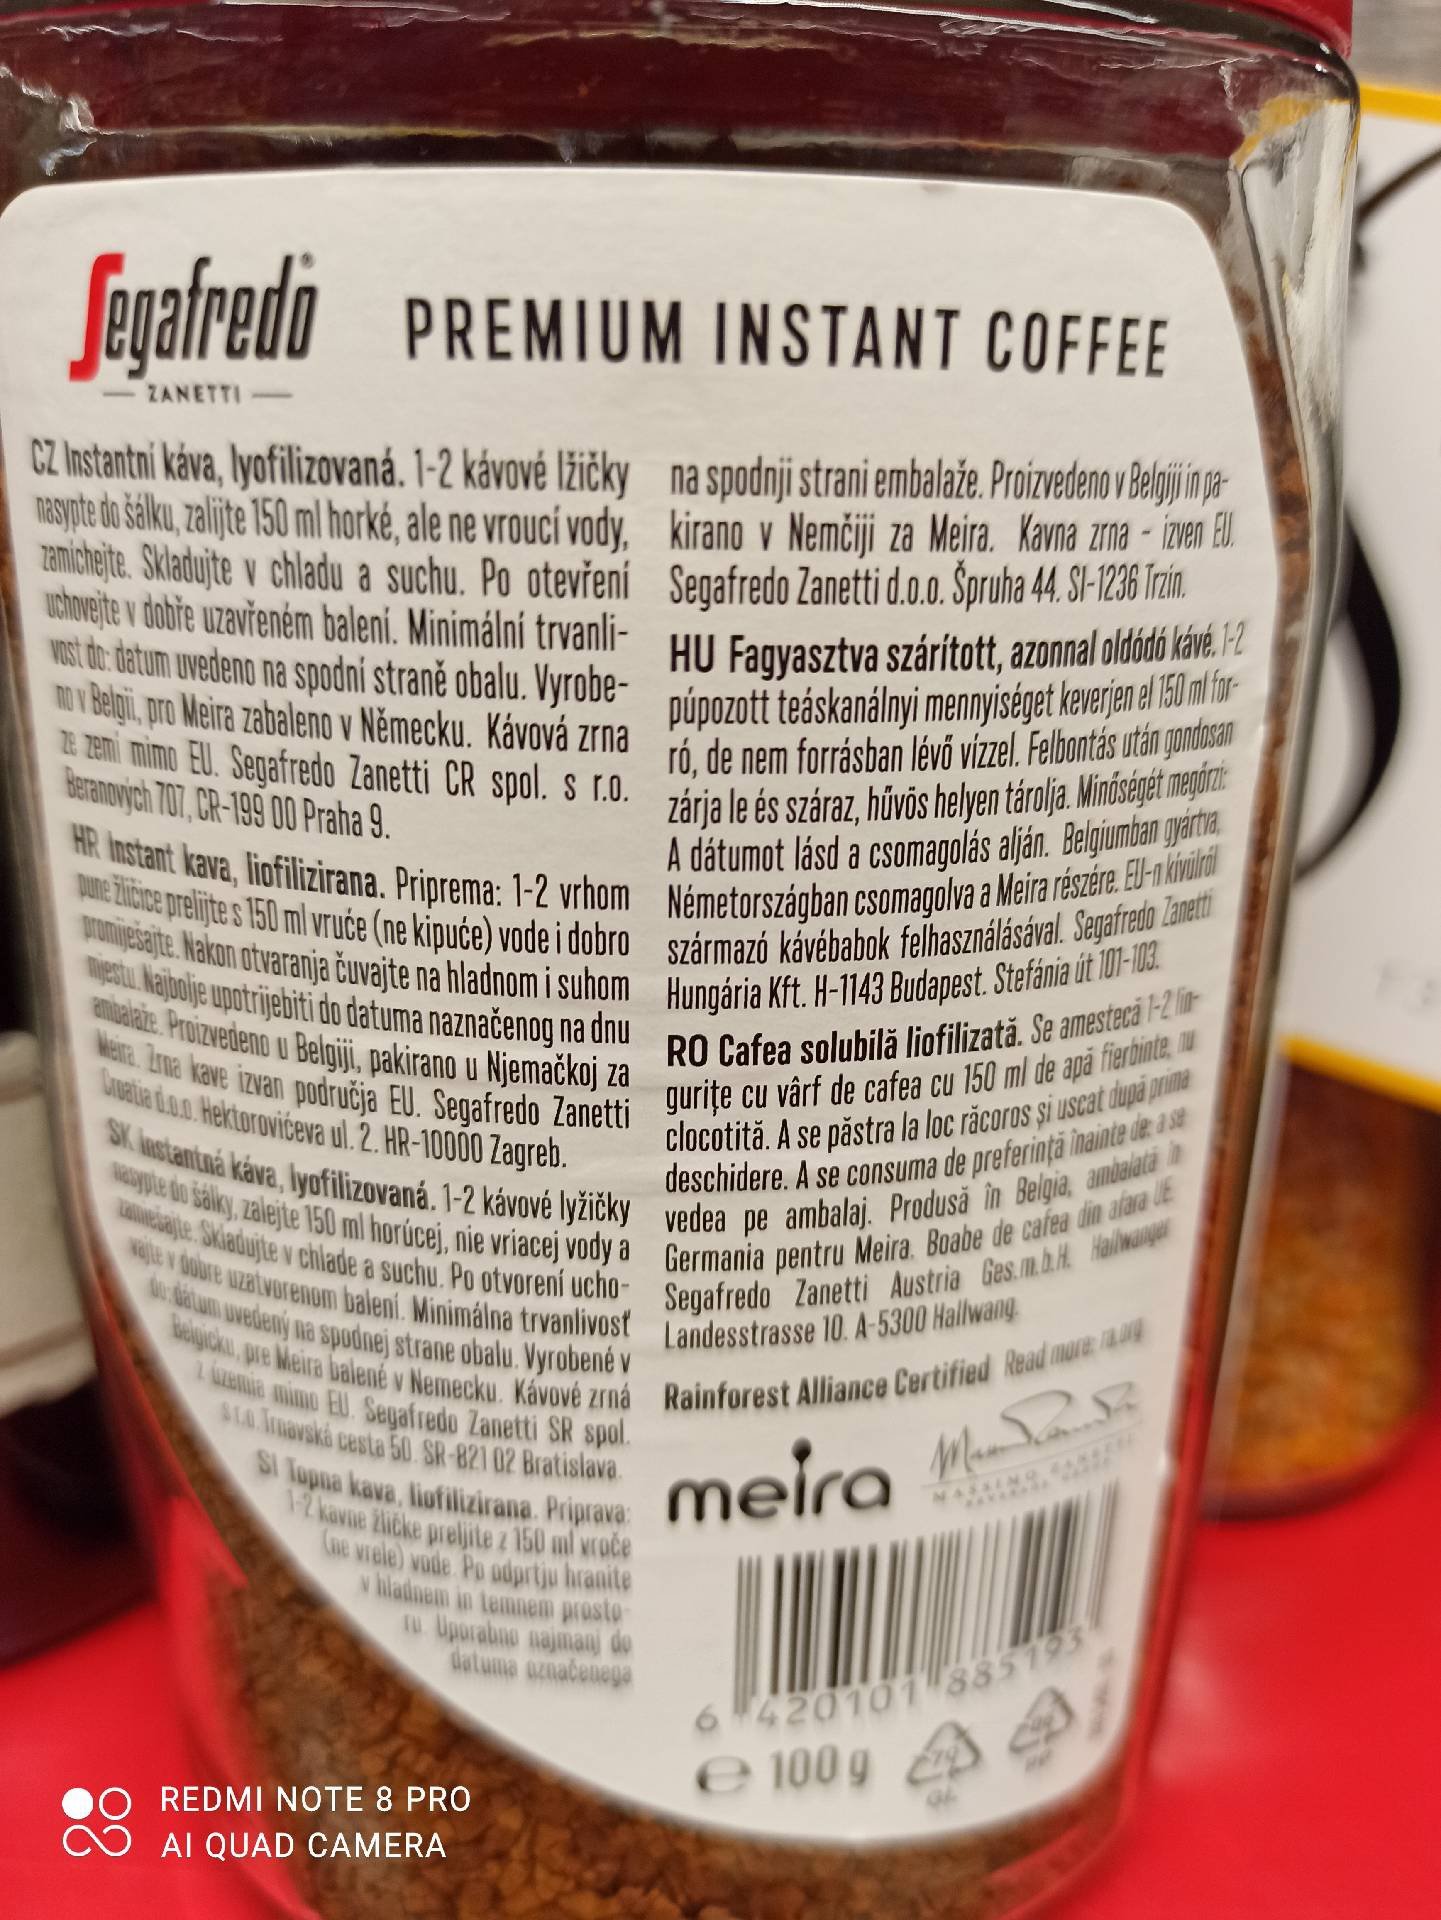 Segafredo®
ZANETTI
PREMIUM INSTANT COFFEE
CZ Instantní káva, lyofilizovaná. 1-2 kávové lžičky
nasypte do šálku, zalijte 150 ml horké, ale ne vroucí vody,
zamíchejte. Skladujte v chladu a suchu. Po otevření
uchovejte v dobře uzavřeném balení. Minimální trvanli-
vost do: datum uvedeno na spodní straně obalu. Vyrobe-
no v Belgii, pro Meira zabaleno v Německu. Kávová zrna
ze zemí mimo EU. Segafredo Zanetti CR spol. s r.o.
Beranových 707, CR-199 00 Praha 9.
HR Instant kava, liofilizirana. Priprema: 1-2 vrhom
pune žličice prelijte s 150 ml vruće (ne kipuće) vode i dobro
promiješajte. Nakon otvaranja čuvajte na hladnom i suhom
mjestu. Najbolje upotrijebiti do datuma naznačenog na dnu
ambalaže. Proizvedeno u Belgiji, pakirano u Njemačkoj za
Meira. Zrna kave izvan područja EU. Segafredo Zanetti
Croatia d.o.o. Hektorovićeva ul. 2. HR-10000 Zagreb.
SK Instantná káva, lyofilizovaná. 1-2 kávové lyžičky
nasypte do šálky, zalejte 150 ml horúcej, nie vriacej vody a
zamiešajte. Skladujte v chlade a suchu. Po otvorení ucho-
vajte v dobre uzatvorenom balení. Minimálna trvanlivosť
do: dátum uvedený na spodnej strane obalu. Vyrobené v
Belgicku, pre Meira balené v Nemecku. Kávové zrná
z územia mimo EU. Segafredo Zanetti SR spol.
s r.o. Trnavská cesta 50. SR-821 02 Bratislava.
SI Topna kava, liofilizirana. Priprava:
1-2 kavne žličke preljite z 150 ml vroče
(ne vrele) vode. Po odprtju hranite
v hladnem in temnem prosto-
ru. Uporabno najmanj do
datuma označenega
na spodnji strani embalaže. Proizvedeno v Belgiji in pa-
kirano v Nemčiji za Meira. Kavna zrna - izven EU.
Segafredo Zanetti d.o.o. Špruha 44. SI-1236 Trzin.
HU Fagyasztva szárított, azonnal oldódó kávé. 1-2
púpozott teáskanálnyi mennyiséget keverjen el 150 ml for-
ró, de nem forrásban lévő vízzel. Felbontás után gondosan
zárja le és száraz, hűvös helyen tárolja. Minőségét megőrzi:
A dátumot lásd a csomagolás alján. Belgiumban gyártva,
Németországban csomagolva a Meira részére. EU-n kívülről
származó kávébabok felhasználásával. Segafredo Zanetti
Hungária Kft. H-1143 Budapest. Stefánia út 101-103.
RO Cafea solubilă liofilizată. Se amestecă 1-2 lin-
gurițe cu vârf de cafea cu 150 ml de apă fierbinte, nu
clocotită. A se păstra la loc răcoros și uscat după prima
deschidere. A se consuma de preferință înainte de: a se
vedea pe ambalaj. Produsă în Belgia, ambalată în
Germania pentru Meira. Boabe de cafea din afara UE.
Segafredo Zanetti Austria Ges.m.b.H. Hallwanger
Landesstrasse 10. A-5300 Hallwang.
Rainforest Alliance Certified Read more: ra.org
meira
MASSIMO ZANETTI
6 420101 885193
e 100 g
70
GL
PP
REDMI NOTE 8 PRO
AI QUAD CAMERA